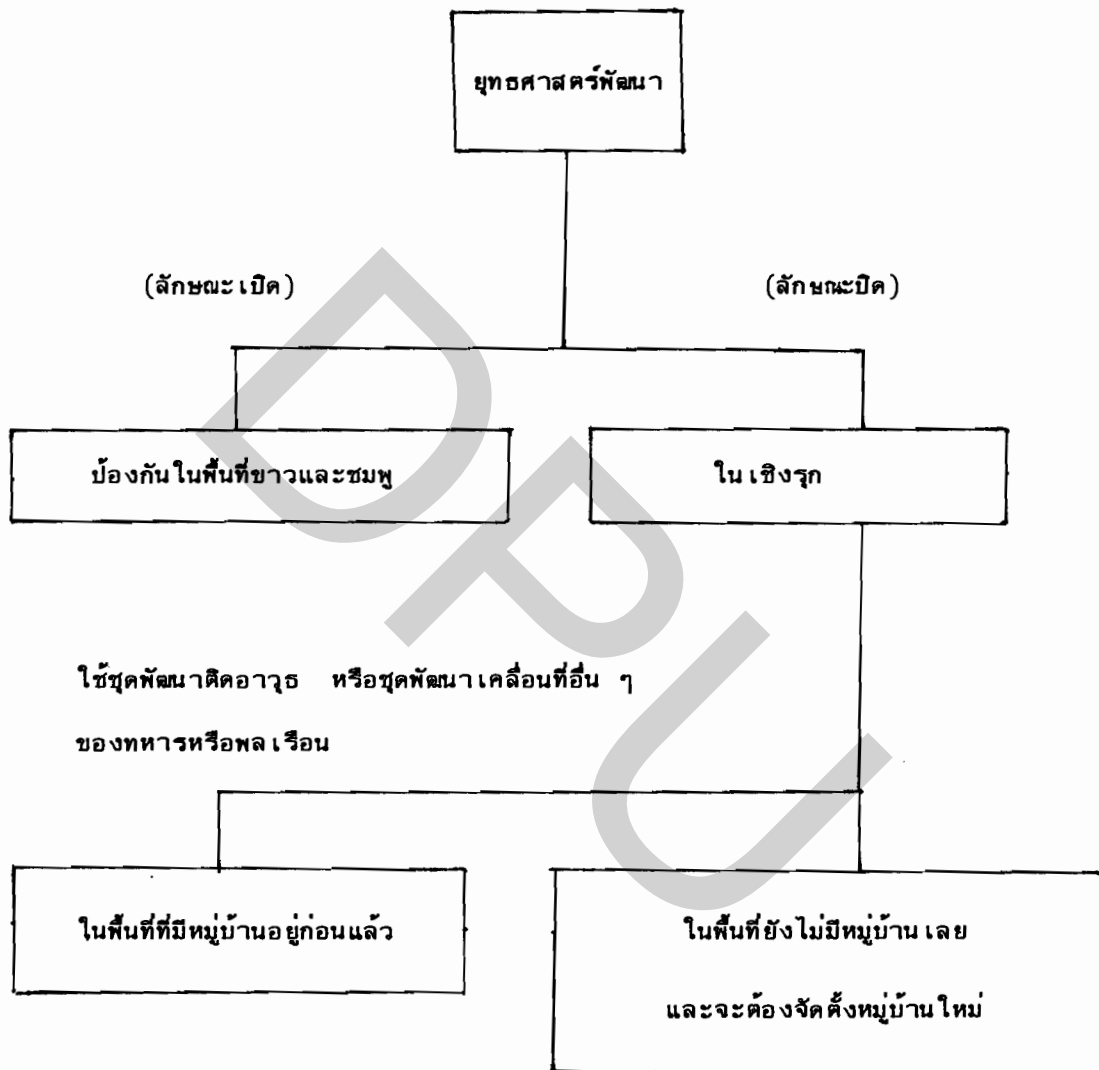 ยุทธศาสตร์พัฒนา
(ลักษณะเปิด)
(ลักษณะปิด)
ป้องกันในพื้นที่ขาวและชมพู
ในเชิงรุก
ใช้ชุดพัฒนาติดอาวุธ หรือชุดพัฒนาเคลื่อนที่อื่น ๆ
ของทหารหรือพลเรือน
ในพื้นที่ที่มีหมู่บ้านอยู่ก่อนแล้ว
ในพื้นที่ยังไม่มีหมู่บ้านเลย
และจะต้องจัดตั้งหมู่บ้านใหม่
DPU